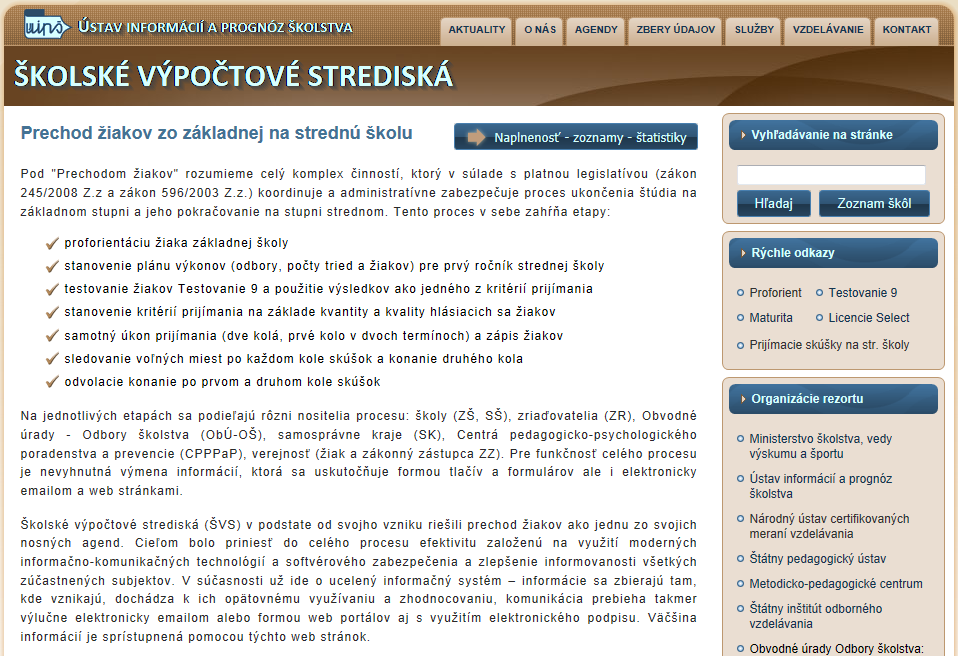 uips ÚSTAV INFORMÁCIÍ A PROGNÓZ ŠKOLSTVA
AKTUALITY O NÁS AGENDY ZBERY ÚDAJOV SLUŽBY VZDELÁVANIE KONTAKT
ŠKOLSKÉ VÝPOČTOVÉ STREDISKÁ
Prechod žiakov zo základnej na strednú školu
Naplnenosť - zoznamy - štatistiky
Pod "Prechodom žiakov" rozumieme celý komplex činností, ktorý v súlade s platnou legislatívou (zákon
245/2008 Z.z a zákon 596/2003 Z.z.) koordinuje a administratívne zabezpečuje proces ukončenia štúdia na
základnom stupni a jeho pokračovanie na stupni strednom. Tento proces v sebe zahŕňa etapy:
proforientáciu žiaka základnej školy
stanovenie plánu výkonov (odbory, počty tried a žiakov) pre prvý ročník strednej školy
testovanie žiakov Testovanie 9 a použitie výsledkov ako jedného z kritérií prijímania
stanovenie kritérií prijímania na základe kvantity a kvality hlásiacich sa žiakov
samotný úkon prijímania (dve kolá, prvé kolo v dvoch termínoch) a zápis žiakov
sledovanie voľných miest po každom kole skúšok a konanie druhého kola
odvolacie konanie po prvom a druhom kole skúšok
Na jednotlivých etapách sa podieľajú rôzni nositelia procesu: školy (ZŠ, SŠ), zriaďovatelia (ZR), Obvodné
úrady - Odbory školstva (ObÚ-OŠ), samosprávne kraje (SK), Centrá pedagogicko-psychologického
poradenstva a prevencie (CPPPaP), verejnosť (žiak a zákonný zástupca ZZ). Pre funkčnosť celého procesu
je nevyhnutná výmena informácií, ktorá sa uskutočňuje formou tlačív a formulárov ale i elektronicky
emailom a web stránkami.
Školské výpočtové strediská (ŠVS) v podstate od svojho vzniku riešili prechod žiakov ako jednu zo svojich
nosných agend. Cieľom bolo priniesť do celého procesu efektivitu založenú na využití moderných
informačno-komunikačných technológií a softvérového zabezpečenia a zlepšenie informovanosti všetkých
zúčastnených subjektov. V súčasnosti už ide o ucelený informačný systém – informácie sa zbierajú tam,
kde vznikajú, dochádza k ich opätovnému využívaniu a zhodnocovaniu, komunikácia prebieha takmer
výlučne elektronicky emailom alebo formou web portálov aj s využitím elektronického podpisu. Väčšina
informácií je sprístupnená pomocou týchto web stránok.
Vyhľadávanie na stránke
Hľadaj Zoznam škôl
Rýchle odkazy
Proforient Testovanie 9
Maturita Licencie Select
Prijímacie skúšky na str. školy
Organizácie rezortu
Ministerstvo školstva, vedy
výskumu a športu
Ústav informácií a prognóz
školstva
Národný ústav certifikovaných
meraní vzdelávania
Štátny pedagogický ústav
Metodicko-pedagogické centrum
Štátny inštitút odborného
vzdelávania
Obvodné úrady Odbory školstva: